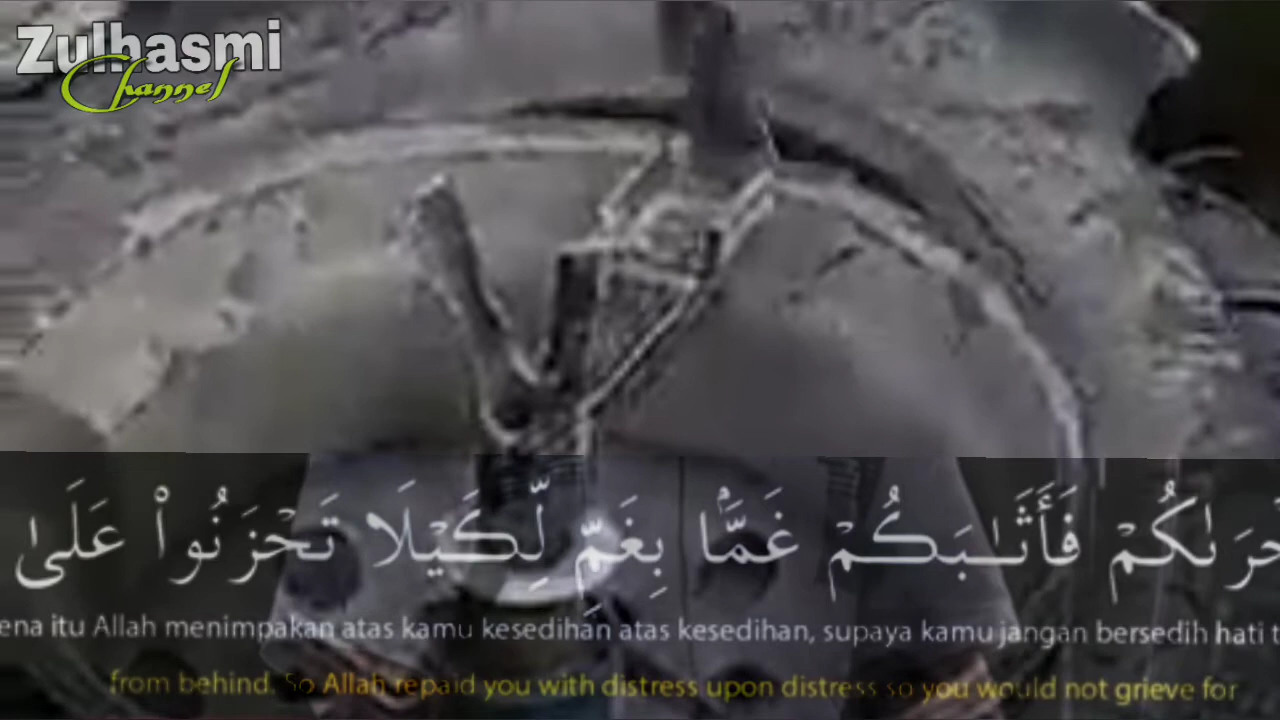 Zulhasmi
Channel
فَأَثَـٰبَكُمْ غَمًّۢا بِغَمٍّ لِّكَيْلَا تَحْزَنُوا۟ عَلَىٰ
itu Allah menimpakan atas kamu kesedihan atas kesedihan, supaya kamu jangan bersedih hati
from behind. So Allah repaid you with distress upon distress so you would not grieve for